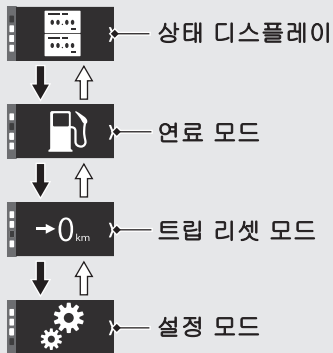 상태 디스플레이
연료 모드
→0km
트립 리셋 모드
설정 모드